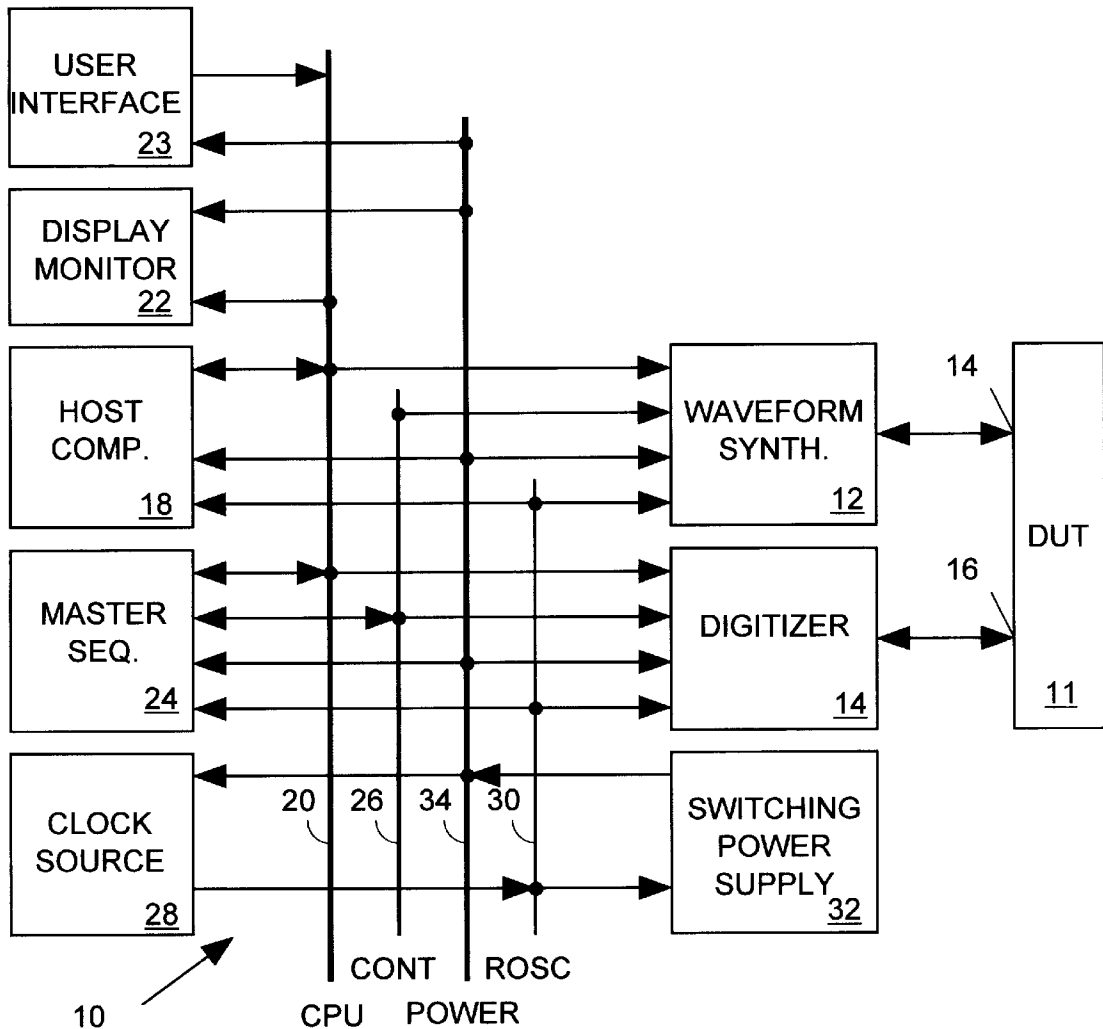 USER
INTERFACE
23
DISPLAY
MONITOR
22
HOST
COMP.
18
MASTER
SEQ.
24
CLOCK
SOURCE
28
WAVEFORM
SYNTH.
12
DIGITIZER
14
SWITCHING
POWER
SUPPLY
32
14
16
DUT
11
20
26
34
30
CONT
ROSC
CPU
POWER
10